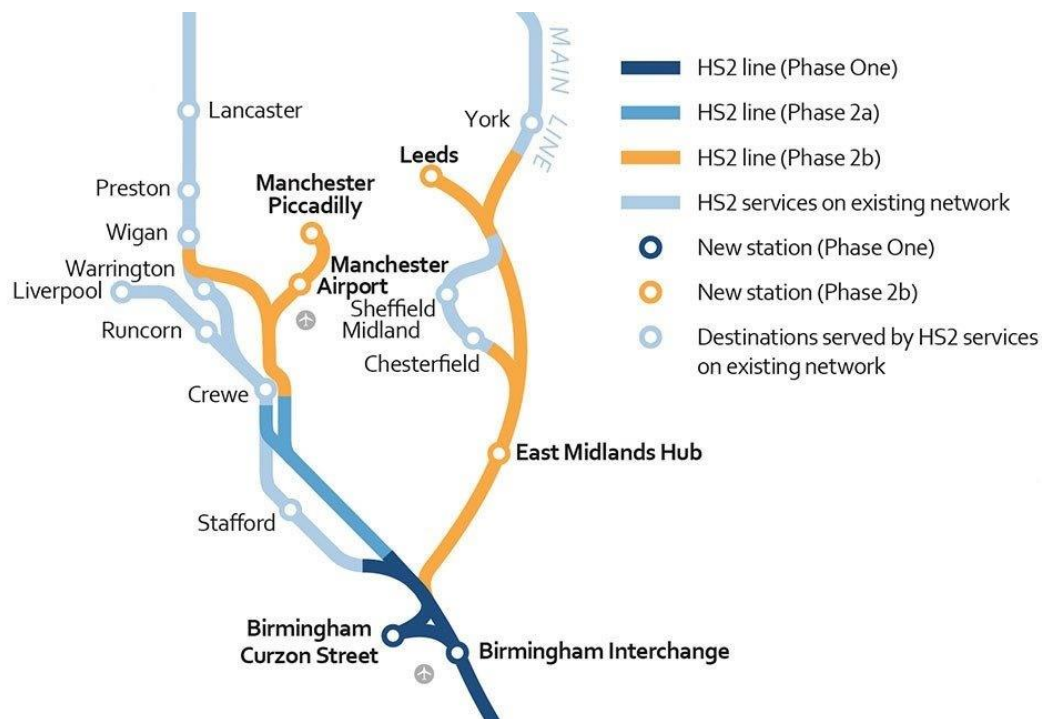 MAIN LINE
Lancaster
York
Leeds
Preston
Manchester
Piccadilly
Wigan
Warrington
Manchester
Airport
Liverpool
Sheffield
Midland
Runcorn
Chesterfield
Crewe
East Midlands Hub
Stafford
Birmingham
Curzon Street
Birmingham Interchange
HS2 line (Phase One)
HS2 line (Phase 2a)
HS2 line (Phase 2b)
HS2 services on existing network
New station (Phase One)
New station (Phase 2b)
Destinations served by HS2 services
on existing network